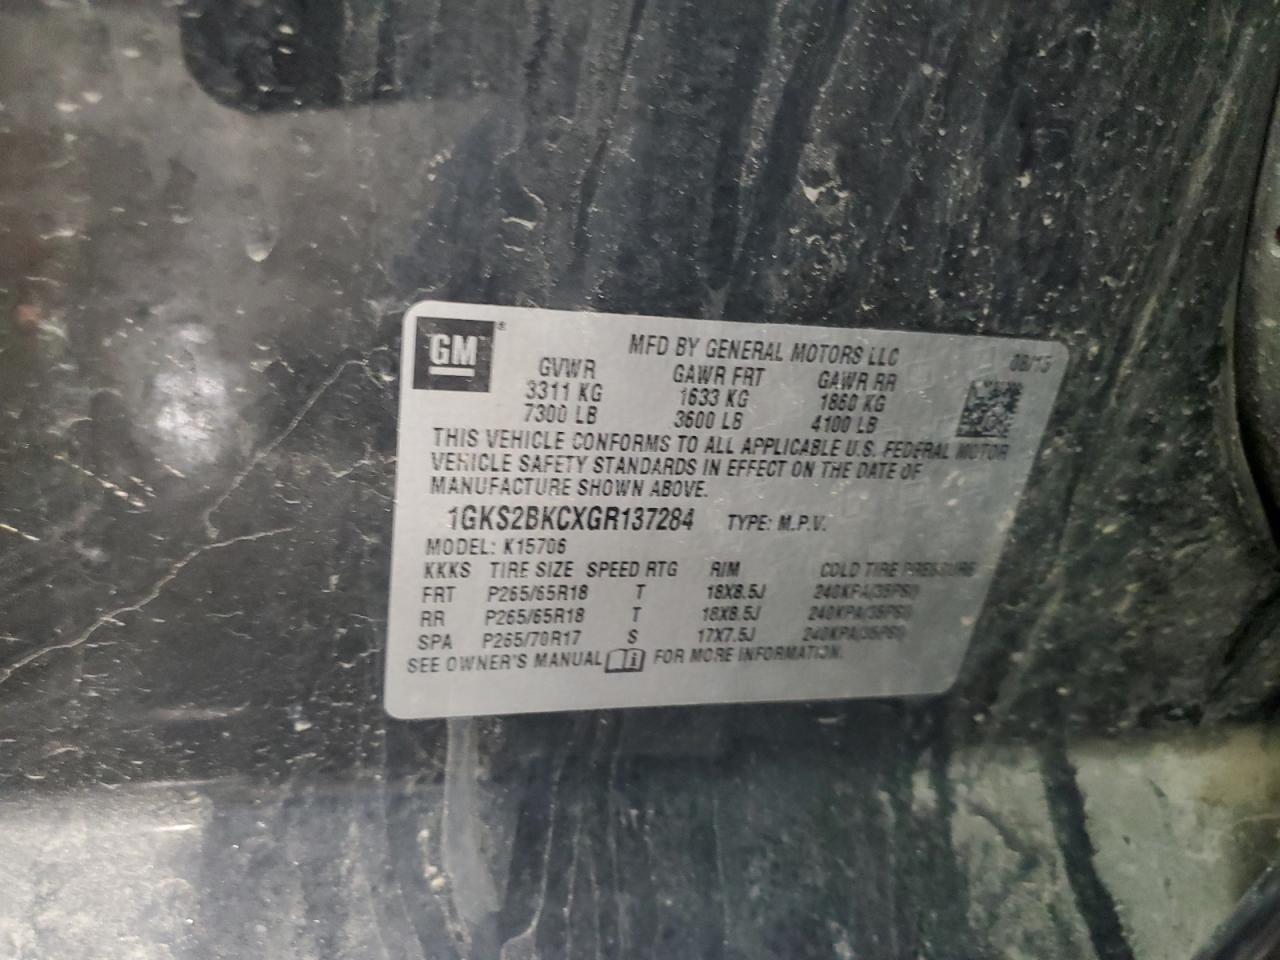 GM®
MFD BY GENERAL MOTORS LLC 08/15
GVWR GAWR FRT GAWR RR
3311 KG 1633 KG 1860 KG
7300 LB 3600 LB 4100 LB
THIS VEHICLE CONFORMS TO ALL APPLICABLE U.S. FEDERAL MOTOR
VEHICLE SAFETY STANDARDS IN EFFECT ON THE DATE OF
MANUFACTURE SHOWN ABOVE.
1GKS2BKCXGR137284 TYPE: M.P.V.
MODEL: K15706
KKKS TIRE SIZE SPEED RTG RIM COLD TIRE PRESSURE
FRT P265/65R18 T 18X8.5J 240KPA(35PSI)
RR P265/65R18 T 18X8.5J 240KPA(35PSI)
SPA P265/70R17 S 17X7.5J 240KPA(35PSI)
SEE OWNER'S MANUAL FOR MORE INFORMATION.